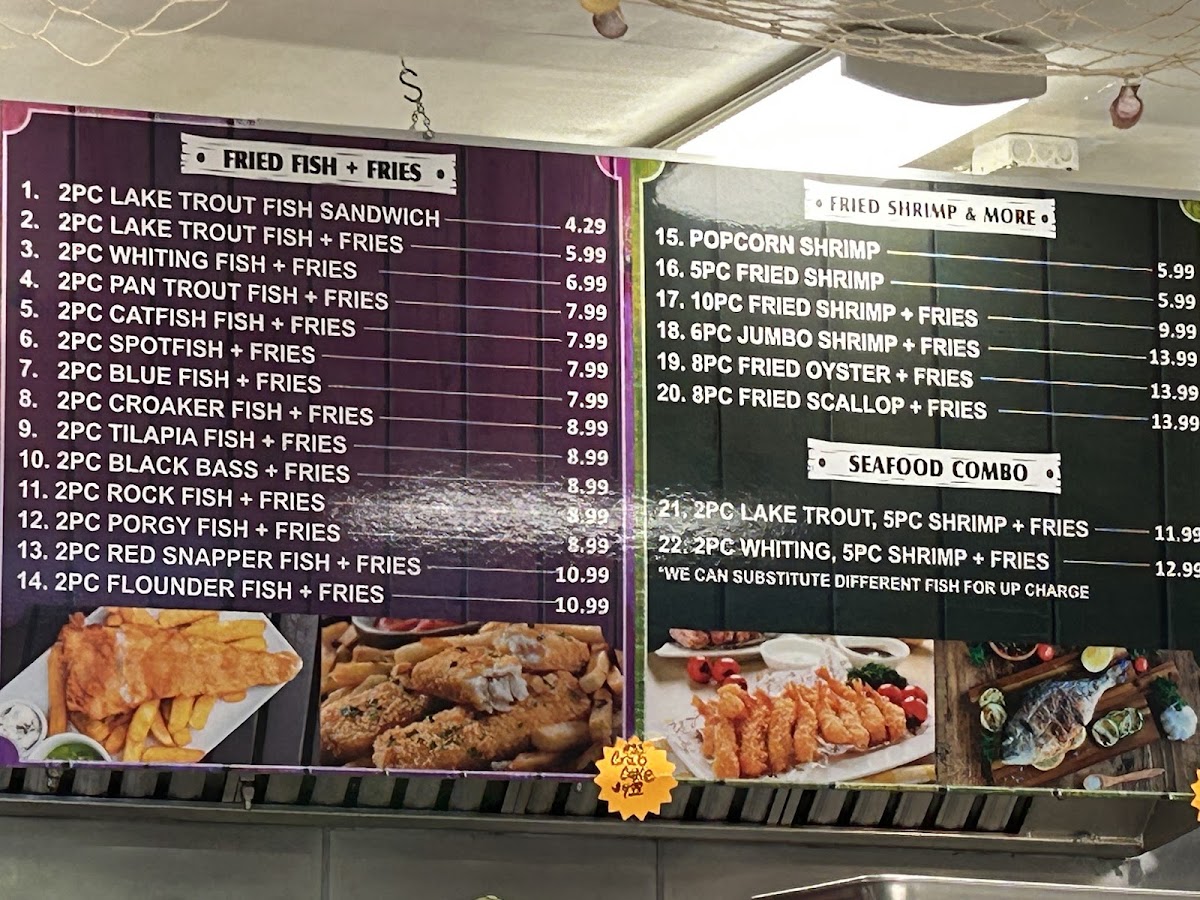 FRIED FISH + FRIES
1. 2PC LAKE TROUT FISH SANDWICH 4.29
2. 2PC LAKE TROUT FISH + FRIES 5.99
3. 2PC WHITING FISH + FRIES 6.99
4. 2PC PAN TROUT FISH + FRIES 7.99
5. 2PC CATFISH FISH + FRIES 7.99
6. 2PC SPOTFISH + FRIES 7.99
7. 2PC BLUE FISH + FRIES 7.99
8. 2PC CROAKER FISH + FRIES 8.99
9. 2PC TILAPIA FISH + FRIES 8.99
10. 2PC BLACK BASS + FRIES 8.99
11. 2PC ROCK FISH + FRIES 8.99
12. 2PC PORGY FISH + FRIES 8.99
13. 2PC RED SNAPPER FISH + FRIES 10.99
14. 2PC FLOUNDER FISH + FRIES 10.99
FRIED SHRIMP & MORE
15. POPCORN SHRIMP 5.99
16. 5PC FRIED SHRIMP 5.99
17. 10PC FRIED SHRIMP + FRIES 9.99
18. 6PC JUMBO SHRIMP + FRIES 13.99
19. 8PC FRIED OYSTER + FRIES 13.99
20. 8PC FRIED SCALLOP + FRIES 13.99
SEAFOOD COMBO
21. 2PC LAKE TROUT, 5PC SHRIMP + FRIES 11.99
22. 2PC WHITING, 5PC SHRIMP + FRIES 12.99
*WE CAN SUBSTITUTE DIFFERENT FISH FOR UP CHARGE
Crab
Cake